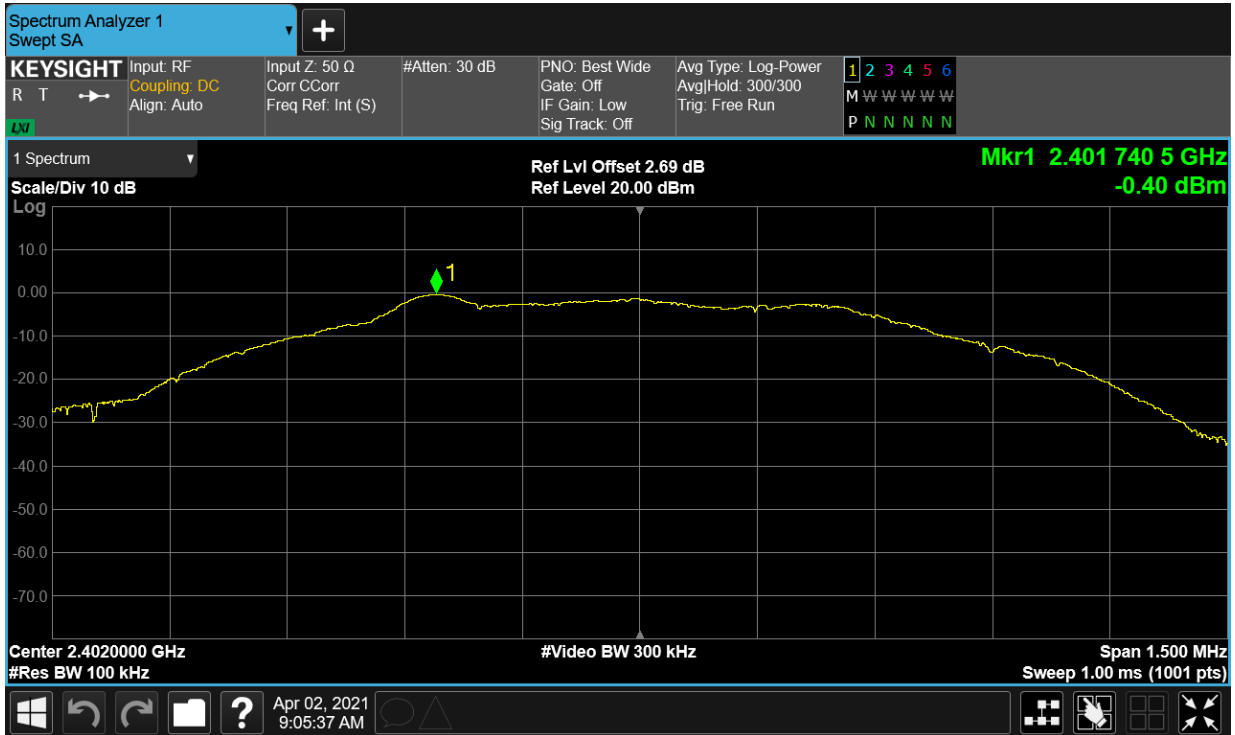 Spectrum Analyzer 1
Swept SA
KEYSIGHT
R T
LXI
Input: RF
Coupling: DC
Align: Auto
Input Z: 50 Ω
Corr CCorr
Freq Ref: Int (S)
#Atten: 30 dB
PNO: Best Wide
Gate: Off
IF Gain: Low
Sig Track: Off
Avg Type: Log-Power
Avg|Hold: 300/300
Trig: Free Run
1 2 3 4 5 6
M W W W W W
P N N N N N
1 Spectrum
Scale/Div 10 dB
Log
Ref Lvl Offset 2.69 dB
Ref Level 20.00 dBm
Mkr1 2.401 740 5 GHz
-0.40 dBm
10.0
0.00
-10.0
-20.0
-30.0
-40.0
-50.0
-60.0
-70.0
1
Center 2.4020000 GHz
#Res BW 100 kHz
#Video BW 300 kHz
Span 1.500 MHz
Sweep 1.00 ms (1001 pts)
?
Apr 02, 2021
9:05:37 AM